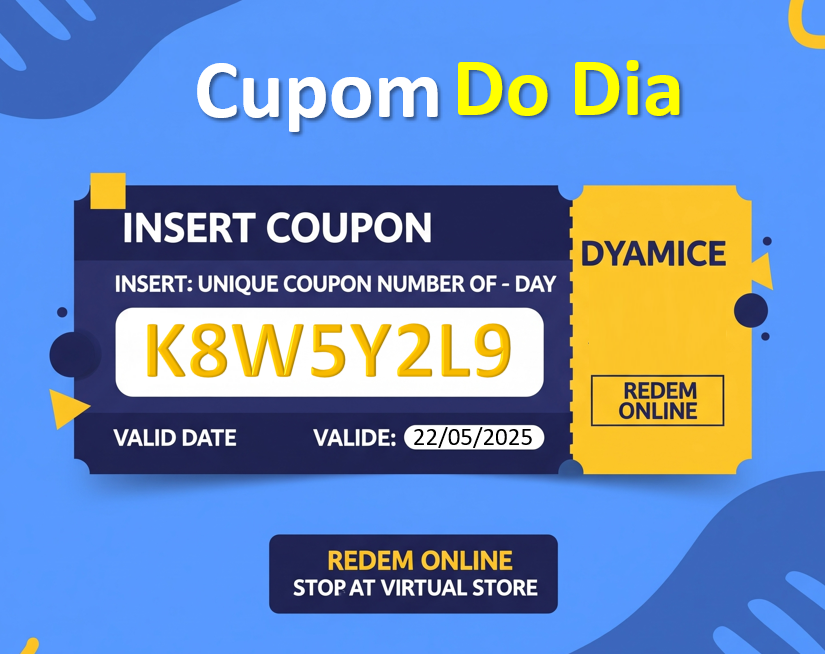 Cupom Do Dia
INSERT COUPON
INSERT: UNIQUE COUPON NUMBER OF - DAY
K8W5Y2L9
VALID DATE
VALIDE: 22/05/2025
DYAMICE
REDEM
ONLINE
REDEM ONLINE
STOP AT VIRTUAL STORE